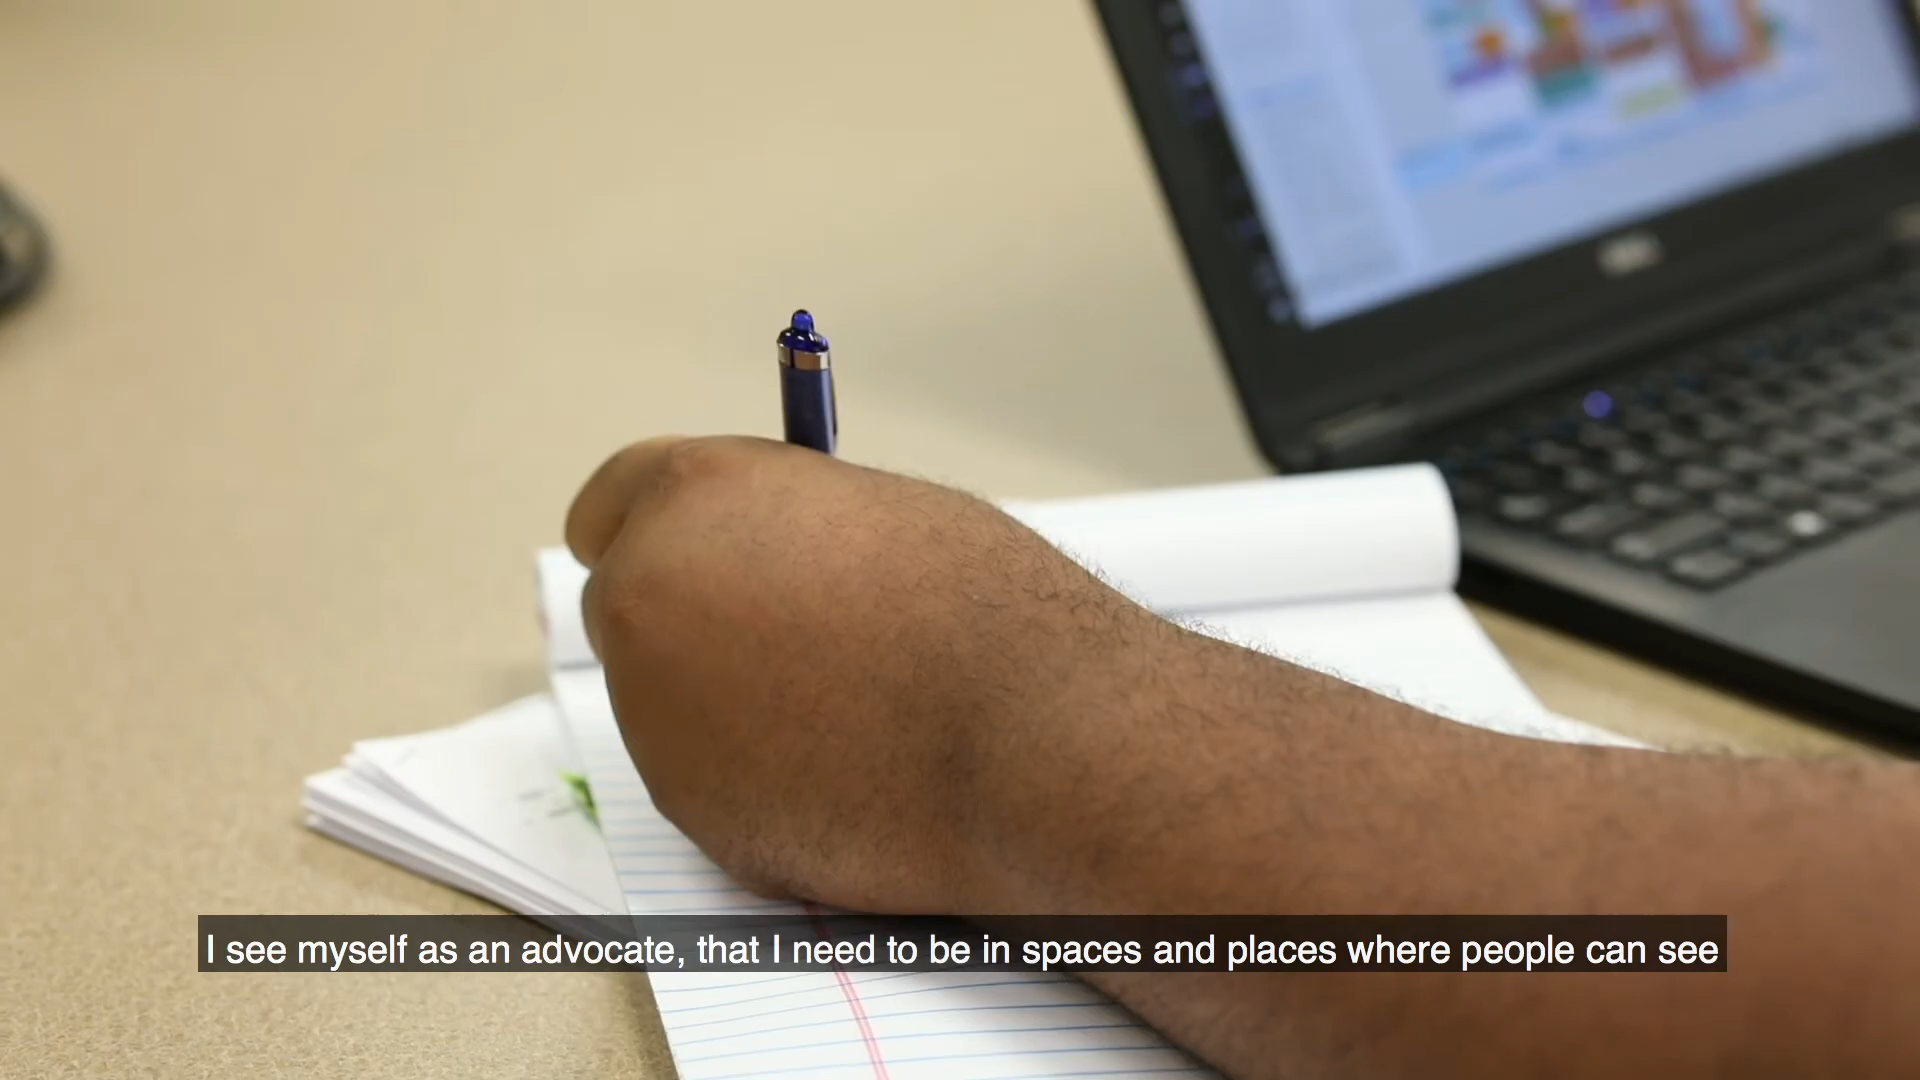 I see myself as an advocate, that I need to be in spaces and places where people can see